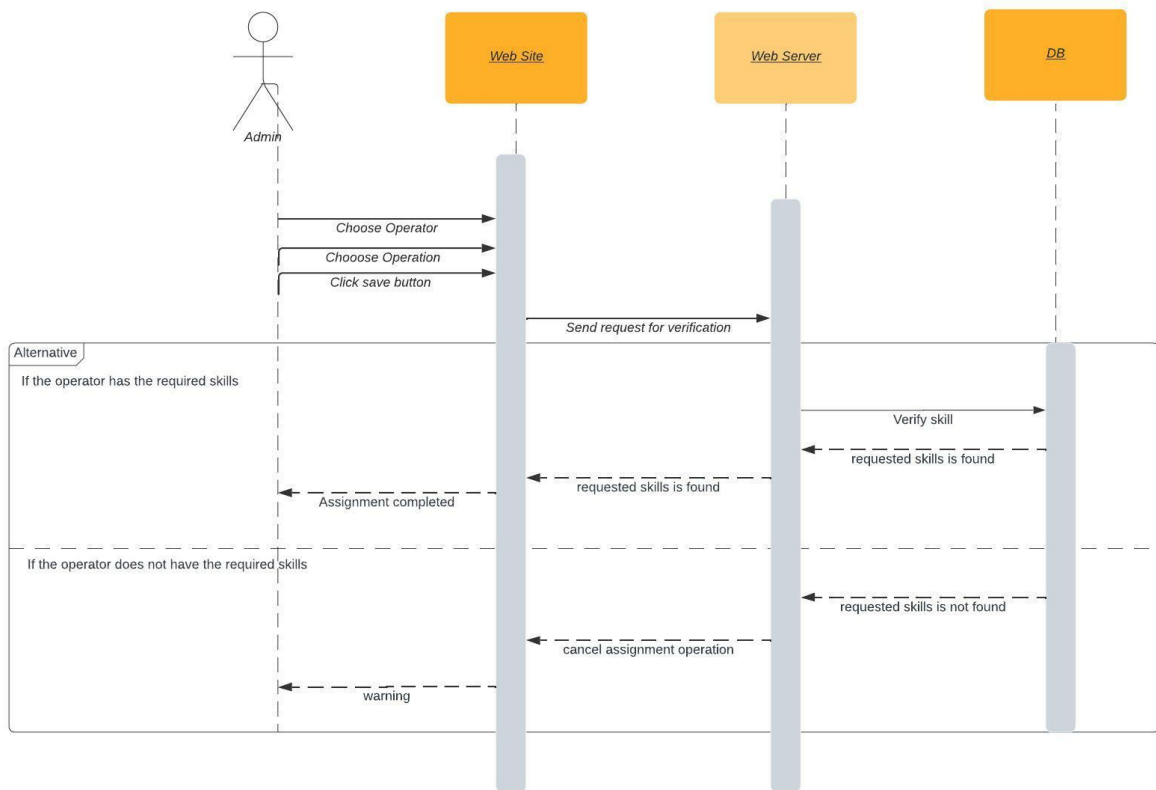 Web Site
Web Server
DB
Admin
Choose Operator
Chooose Operation
Click save button
Send request for verification
Alternative
If the operator has the required skills
Verify skill
requested skills is found
requested skills is found
Assignment completed
If the operator does not have the required skills
requested skills is not found
cancel assignment operation
warning